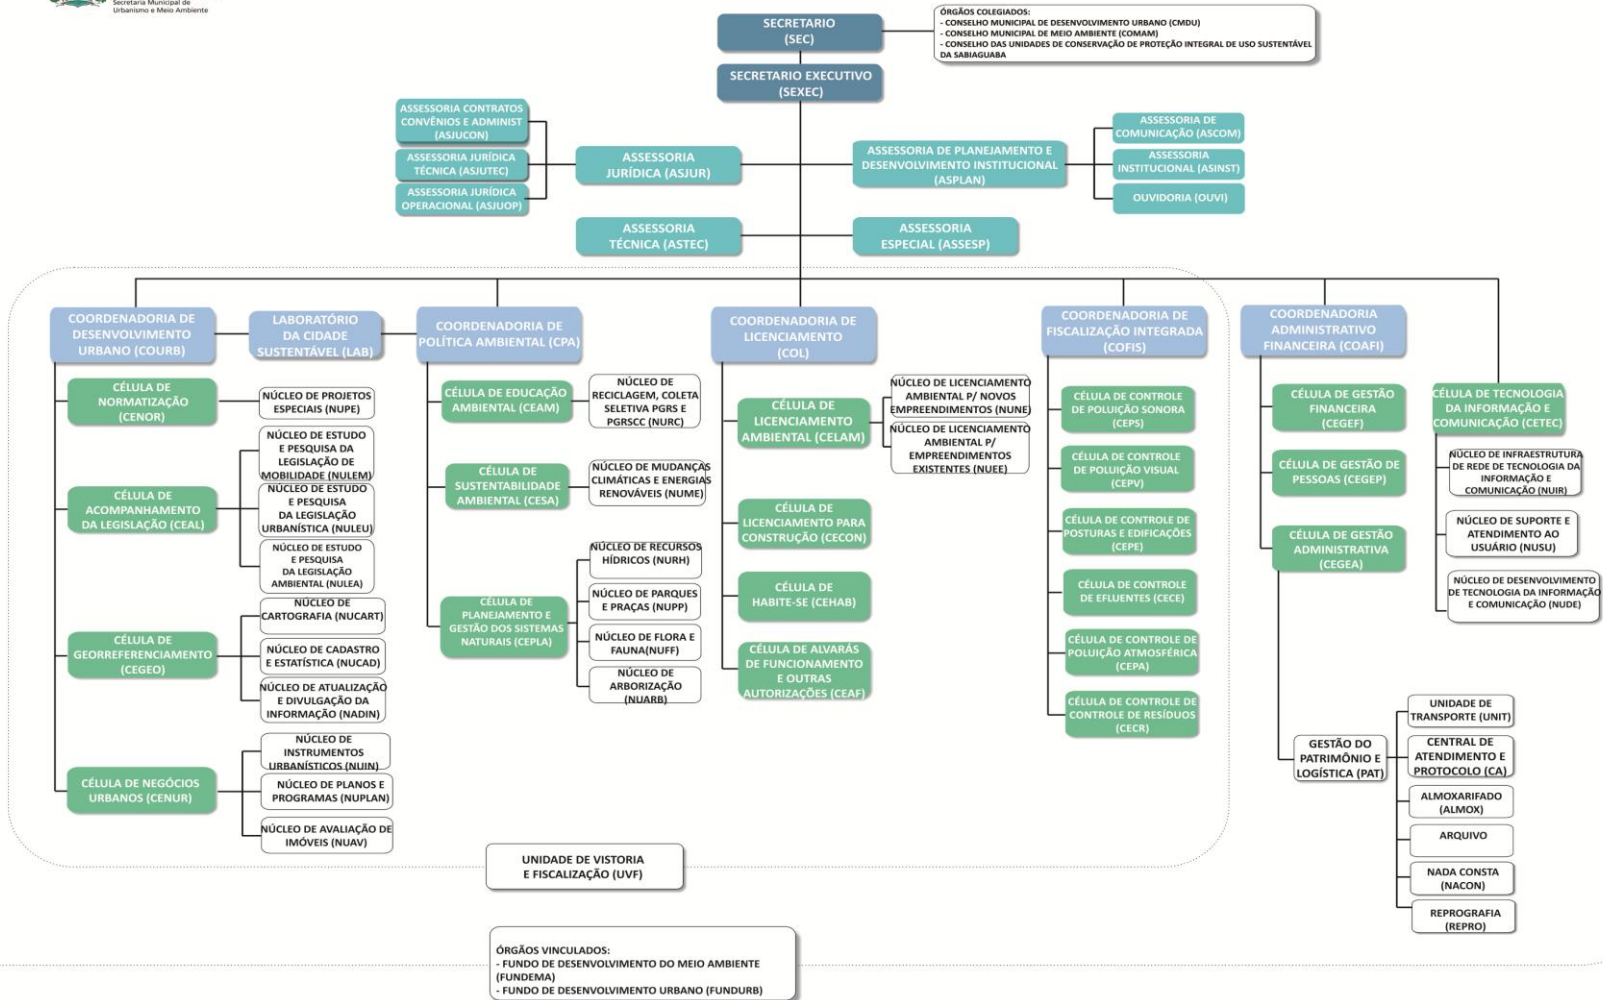 Secretaria Municipal de
Urbanismo e Meio Ambiente
SECRETARIO
(SEC)
ÓRGÃOS COLEGIADOS:
- CONSELHO MUNICIPAL DE DESENVOLVIMENTO URBANO (CMDU)
- CONSELHO MUNICIPAL DE MEIO AMBIENTE (COMAM)
- CONSELHO DAS UNIDADES DE CONSERVAÇÃO DE PROTEÇÃO INTEGRAL DE USO SUSTENTÁVEL
DA SABIAGUABA
SECRETARIO EXECUTIVO
(SEXEC)
ASSESSORIA CONTRATOS
CONVÊNIOS E ADMINIST
(ASJUCON)
ASSESSORIA JURÍDICA
TÉCNICA (ASJUTEC)
ASSESSORIA JURÍDICA
OPERACIONAL (ASJUOP)
ASSESSORIA
JURÍDICA (ASJUR)
ASSESSORIA DE PLANEJAMENTO E
DESENVOLVIMENTO INSTITUCIONAL
(ASPLAN)
ASSESSORIA DE
COMUNICAÇÃO (ASCOM)
ASSESSORIA
INSTITUCIONAL (ASINST)
OUVIDORIA (OUVI)
ASSESSORIA
TÉCNICA (ASTEC)
ASSESSORIA
ESPECIAL (ASSESP)
COORDENADORIA DE
DESENVOLVIMENTO
URBANO (COURB)
LABORATÓRIO
DA CIDADE
SUSTENTÁVEL (LAB)
COORDENADORIA DE
POLÍTICA AMBIENTAL (CPA)
COORDENADORIA DE
LICENCIAMENTO
(COL)
COORDENADORIA DE
FISCALIZAÇÃO INTEGRADA
(COFIS)
COORDENADORIA
ADMINISTRATIVO
FINANCEIRA (COAFI)
CÉLULA DE
NORMATIZAÇÃO
(CENOR)
NÚCLEO DE PROJETOS
ESPECIAIS (NUPE)
CÉLULA DE
ACOMPANHAMENTO
DA LEGISLAÇÃO (CEAL)
NÚCLEO DE ESTUDO
E PESQUISA DA
LEGISLAÇÃO DE
MOBILIDADE (NULEM)
NÚCLEO DE ESTUDO
E PESQUISA
DA LEGISLAÇÃO
URBANÍSTICA (NULEU)
NÚCLEO DE ESTUDO
E PESQUISA
DA LEGISLAÇÃO
AMBIENTAL (NULEA)
CÉLULA DE
GEORREFERENCIAMENTO
(CEGEO)
NÚCLEO DE
CARTOGRAFIA (NUCART)
NÚCLEO DE CADASTRO
E ESTATÍSTICA (NUCAD)
NÚCLEO DE ATUALIZAÇÃO
E DIVULGAÇÃO DA
INFORMAÇÃO (NADIN)
CÉLULA DE NEGÓCIOS
URBANOS (CENUR)
NÚCLEO DE
INSTRUMENTOS
URBANÍSTICOS (NUIN)
NÚCLEO DE PLANOS E
PROGRAMAS (NUPLAN)
NÚCLEO DE AVALIAÇÃO DE
IMÓVEIS (NUAV)
CÉLULA DE EDUCAÇÃO
AMBIENTAL (CEAM)
NÚCLEO DE
RECICLAGEM, COLETA
SELETIVA PGRS E
PGRSCC (NURC)
CÉLULA DE
SUSTENTABILIDADE
AMBIENTAL (CESA)
NÚCLEO DE MUDANÇAS
CLIMÁTICAS E ENERGIAS
RENOVÁVEIS (NUME)
CÉLULA DE
PLANEJAMENTO E
GESTÃO DOS SISTEMAS
NATURAIS (CEPLA)
NÚCLEO DE RECURSOS
HÍDRICOS (NURH)
NÚCLEO DE PARQUES
E PRAÇAS (NUPP)
NÚCLEO DE FLORA E
FAUNA(NUFF)
NÚCLEO DE
ARBORIZAÇÃO
(NUARB)
CÉLULA DE
LICENCIAMENTO
AMBIENTAL (CELAM)
NÚCLEO DE LICENCIAMENTO
AMBIENTAL P/ NOVOS
EMPREENDIMENTOS (NUNE)
NÚCLEO DE LICENCIAMENTO
AMBIENTAL P/
EMPREENDIMENTOS
EXISTENTES (NUEE)
CÉLULA DE
LICENCIAMENTO PARA
CONSTRUÇÃO (CECON)
CÉLULA DE
HABITE-SE (CEHAB)
CÉLULA DE ALVARÁS
DE FUNCIONAMENTO
E OUTRAS
AUTORIZAÇÕES (CEAF)
CÉLULA DE CONTROLE
DE POLUIÇÃO SONORA
(CEPS)
CÉLULA DE CONTROLE
DE POLUIÇÃO VISUAL
(CEPV)
CÉLULA DE CONTROLE DE
POSTURAS E EDIFICAÇÕES
(CEPE)
CÉLULA DE CONTROLE
DE EFLUENTES (CECE)
CÉLULA DE CONTROLE DE
POLUIÇÃO ATMOSFÉRICA
(CEPA)
CÉLULA DE CONTROLE DE
CONTROLE DE RESÍDUOS
(CECR)
CÉLULA DE GESTÃO
FINANCEIRA
(CEGEF)
CÉLULA DE GESTÃO DE
PESSOAS (CEGEP)
CÉLULA DE GESTÃO
ADMINISTRATIVA
(CEGEA)
CÉLULA DE TECNOLOGIA
DA INFORMAÇÃO E
COMUNICAÇÃO (CETEC)
NÚCLEO DE INFRAESTRUTURA
DE REDE DE TECNOLOGIA DA
INFORMAÇÃO E
COMUNICAÇÃO (NUIR)
NÚCLEO DE SUPORTE E
ATENDIMENTO AO
USUÁRIO (NUSU)
NÚCLEO DE DESENVOLVIMENTO
DE TECNOLOGIA DA INFORMAÇÃO
E COMUNICAÇÃO (NUDE)
GESTÃO DO
PATRIMÔNIO E
LOGÍSTICA (PAT)
UNIDADE DE
TRANSPORTE (UNIT)
CENTRAL DE
ATENDIMENTO E
PROTOCOLO (CA)
ALMOXARIFADO
(ALMOX)
ARQUIVO
NADA CONSTA
(NACON)
REPROGRAFIA
(REPRO)
UNIDADE DE VISTORIA
E FISCALIZAÇÃO (UVF)
ÓRGÃOS VINCULADOS:
- FUNDO DE DESENVOLVIMENTO DO MEIO AMBIENTE
(FUNDEMA)
- FUNDO DE DESENVOLVIMENTO URBANO (FUNDURB)